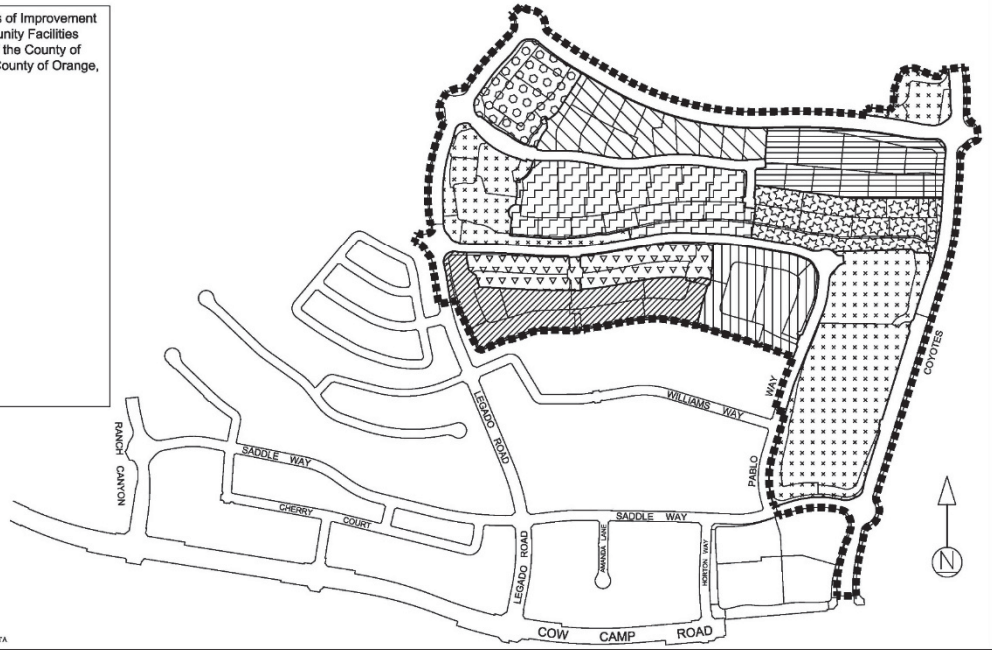 s of Improvement
unity Facilities
the County of
County of Orange,
COYOTES
WILLIAMS WAY
WAY
LEGADO ROAD
PABLO
RANCH CANYON
SADDLE WAY
CHERRY COURT
SADDLE WAY
AMANDA LANE
HORTON WAY
LEGADO ROAD
N
COW CAMP ROAD
TA